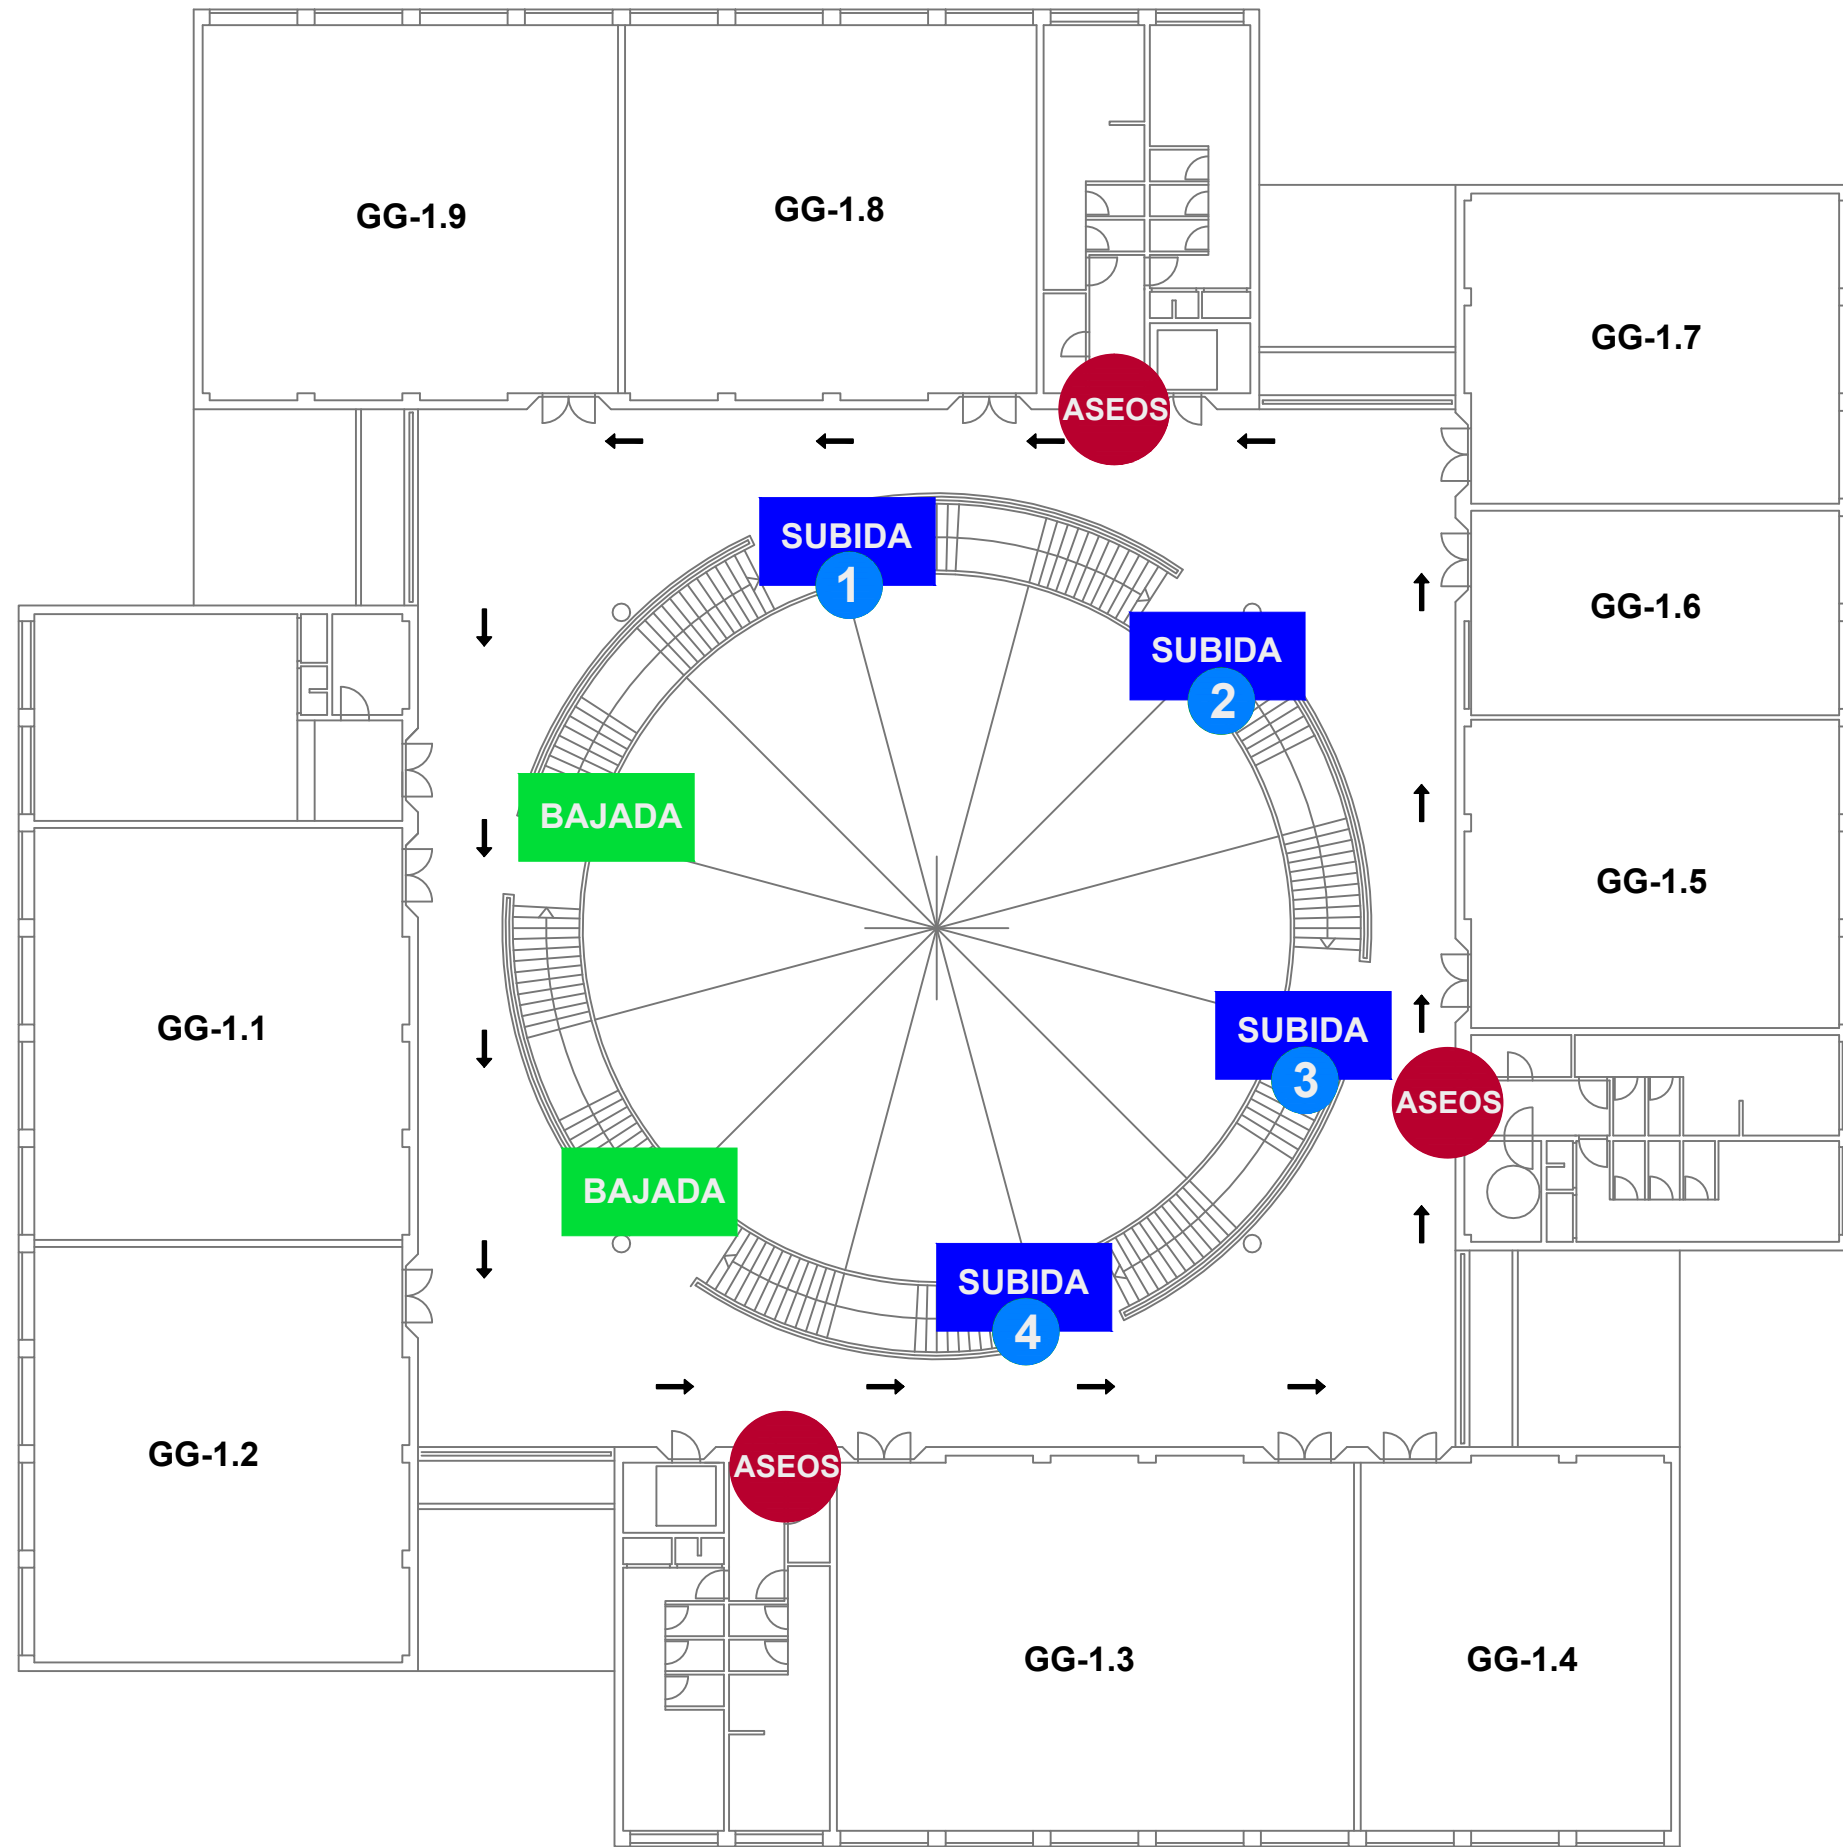 GG-1.9
GG-1.8
GG-1.7
ASEOS
SUBIDA
1
GG-1.6
SUBIDA
2
BAJADA
GG-1.5
GG-1.1
SUBIDA
3
ASEOS
BAJADA
SUBIDA
4
GG-1.2
ASEOS
GG-1.3
GG-1.4